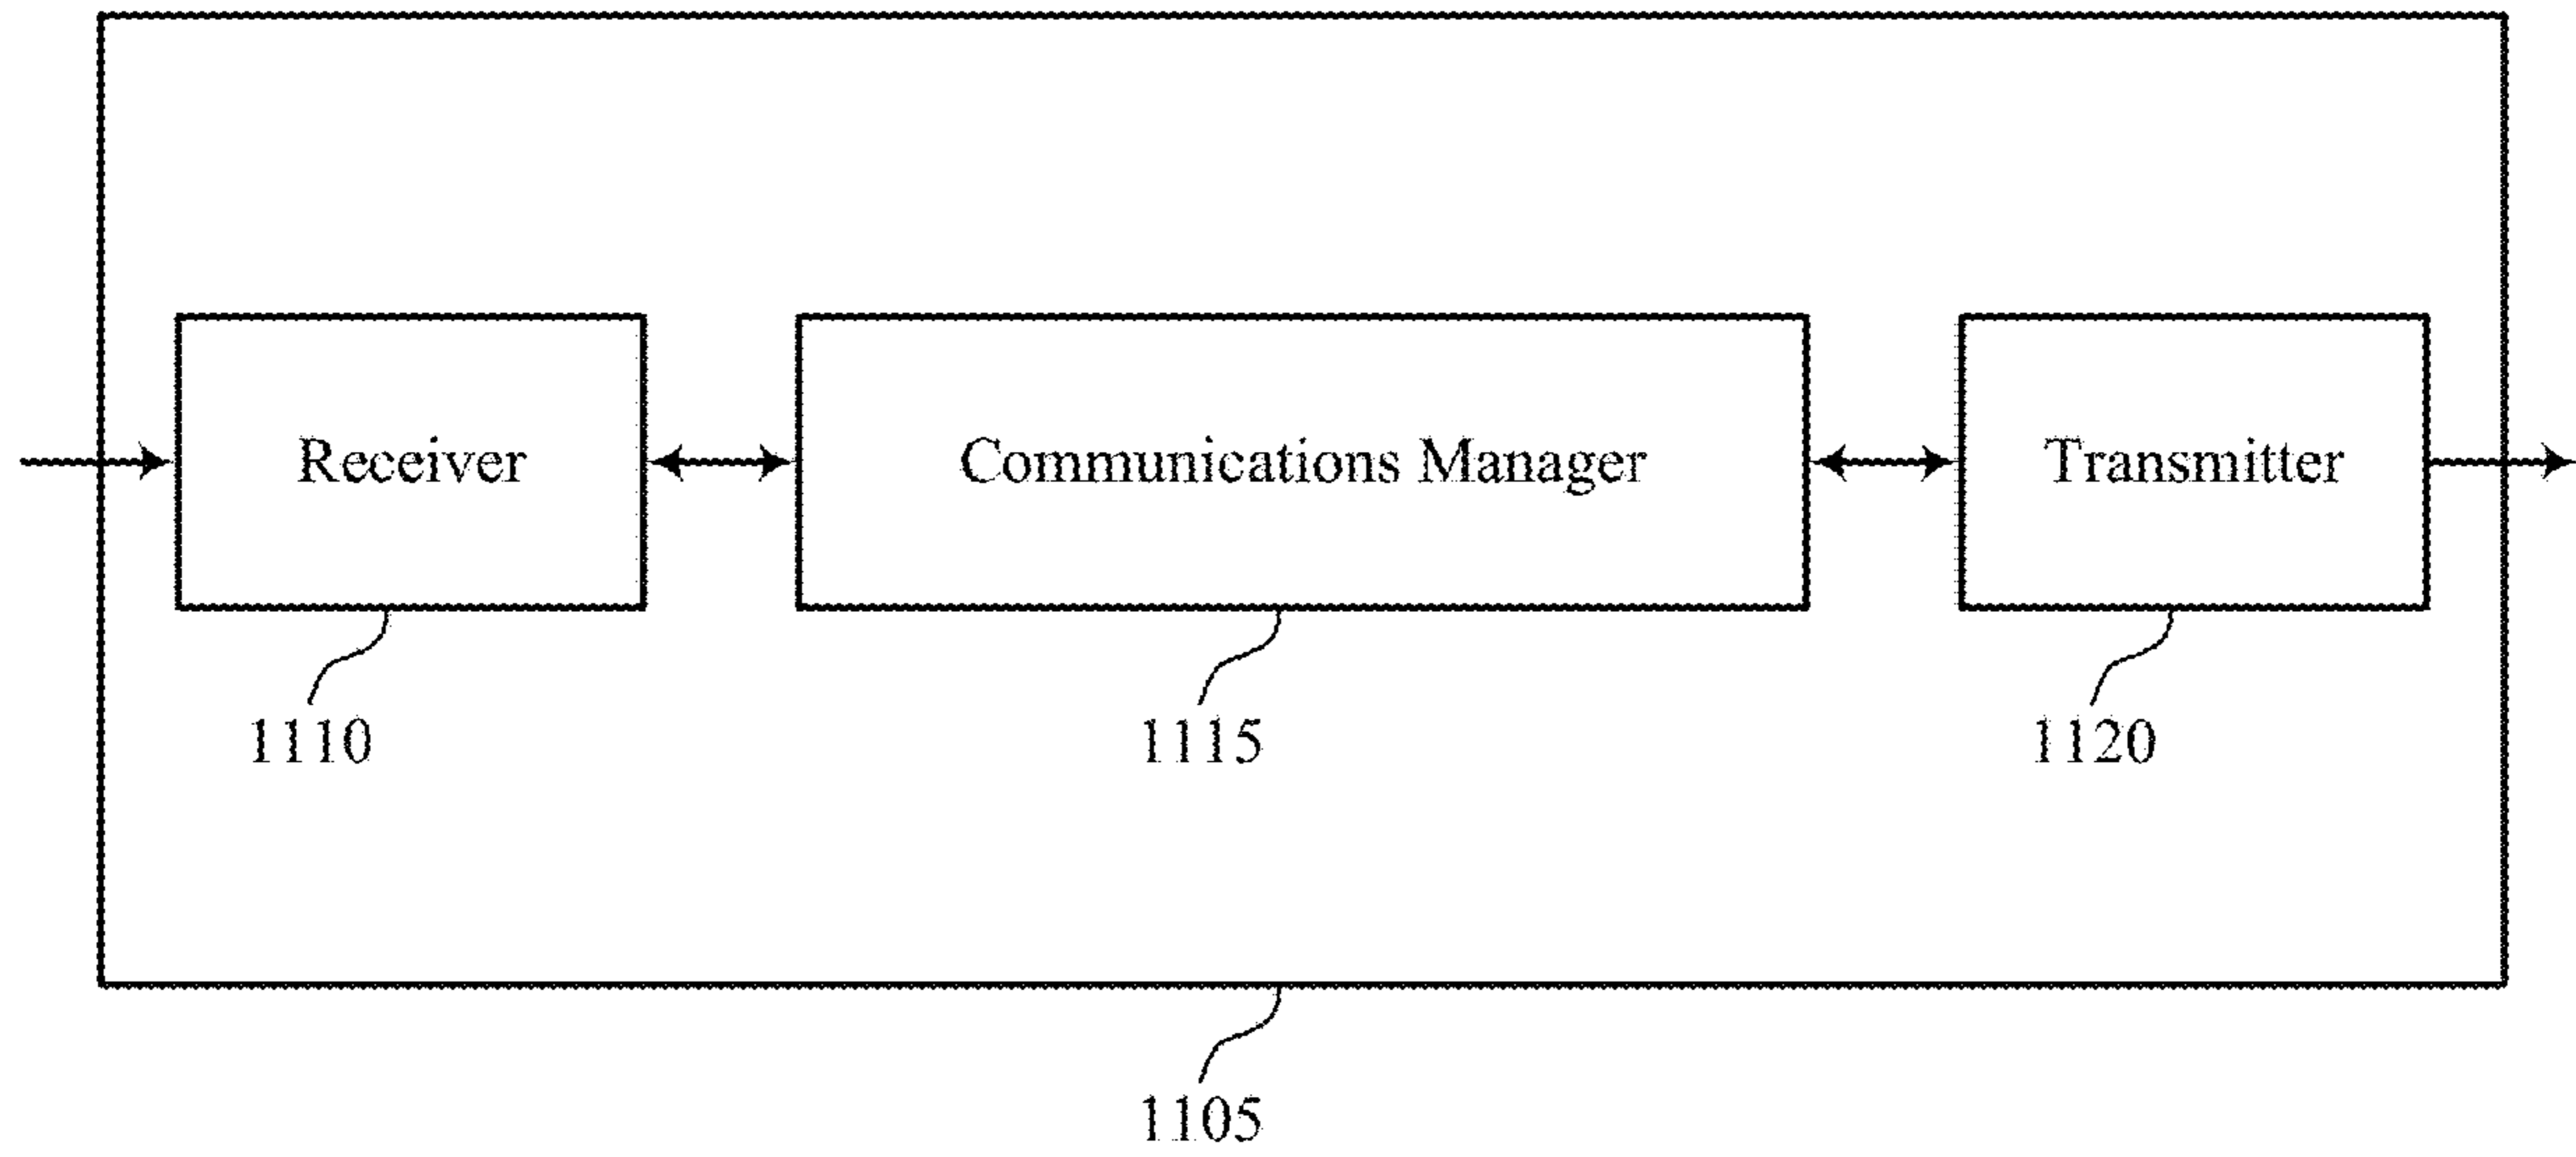 Receiver
Communications Manager
Transmitter
1110
1115
1120
1105